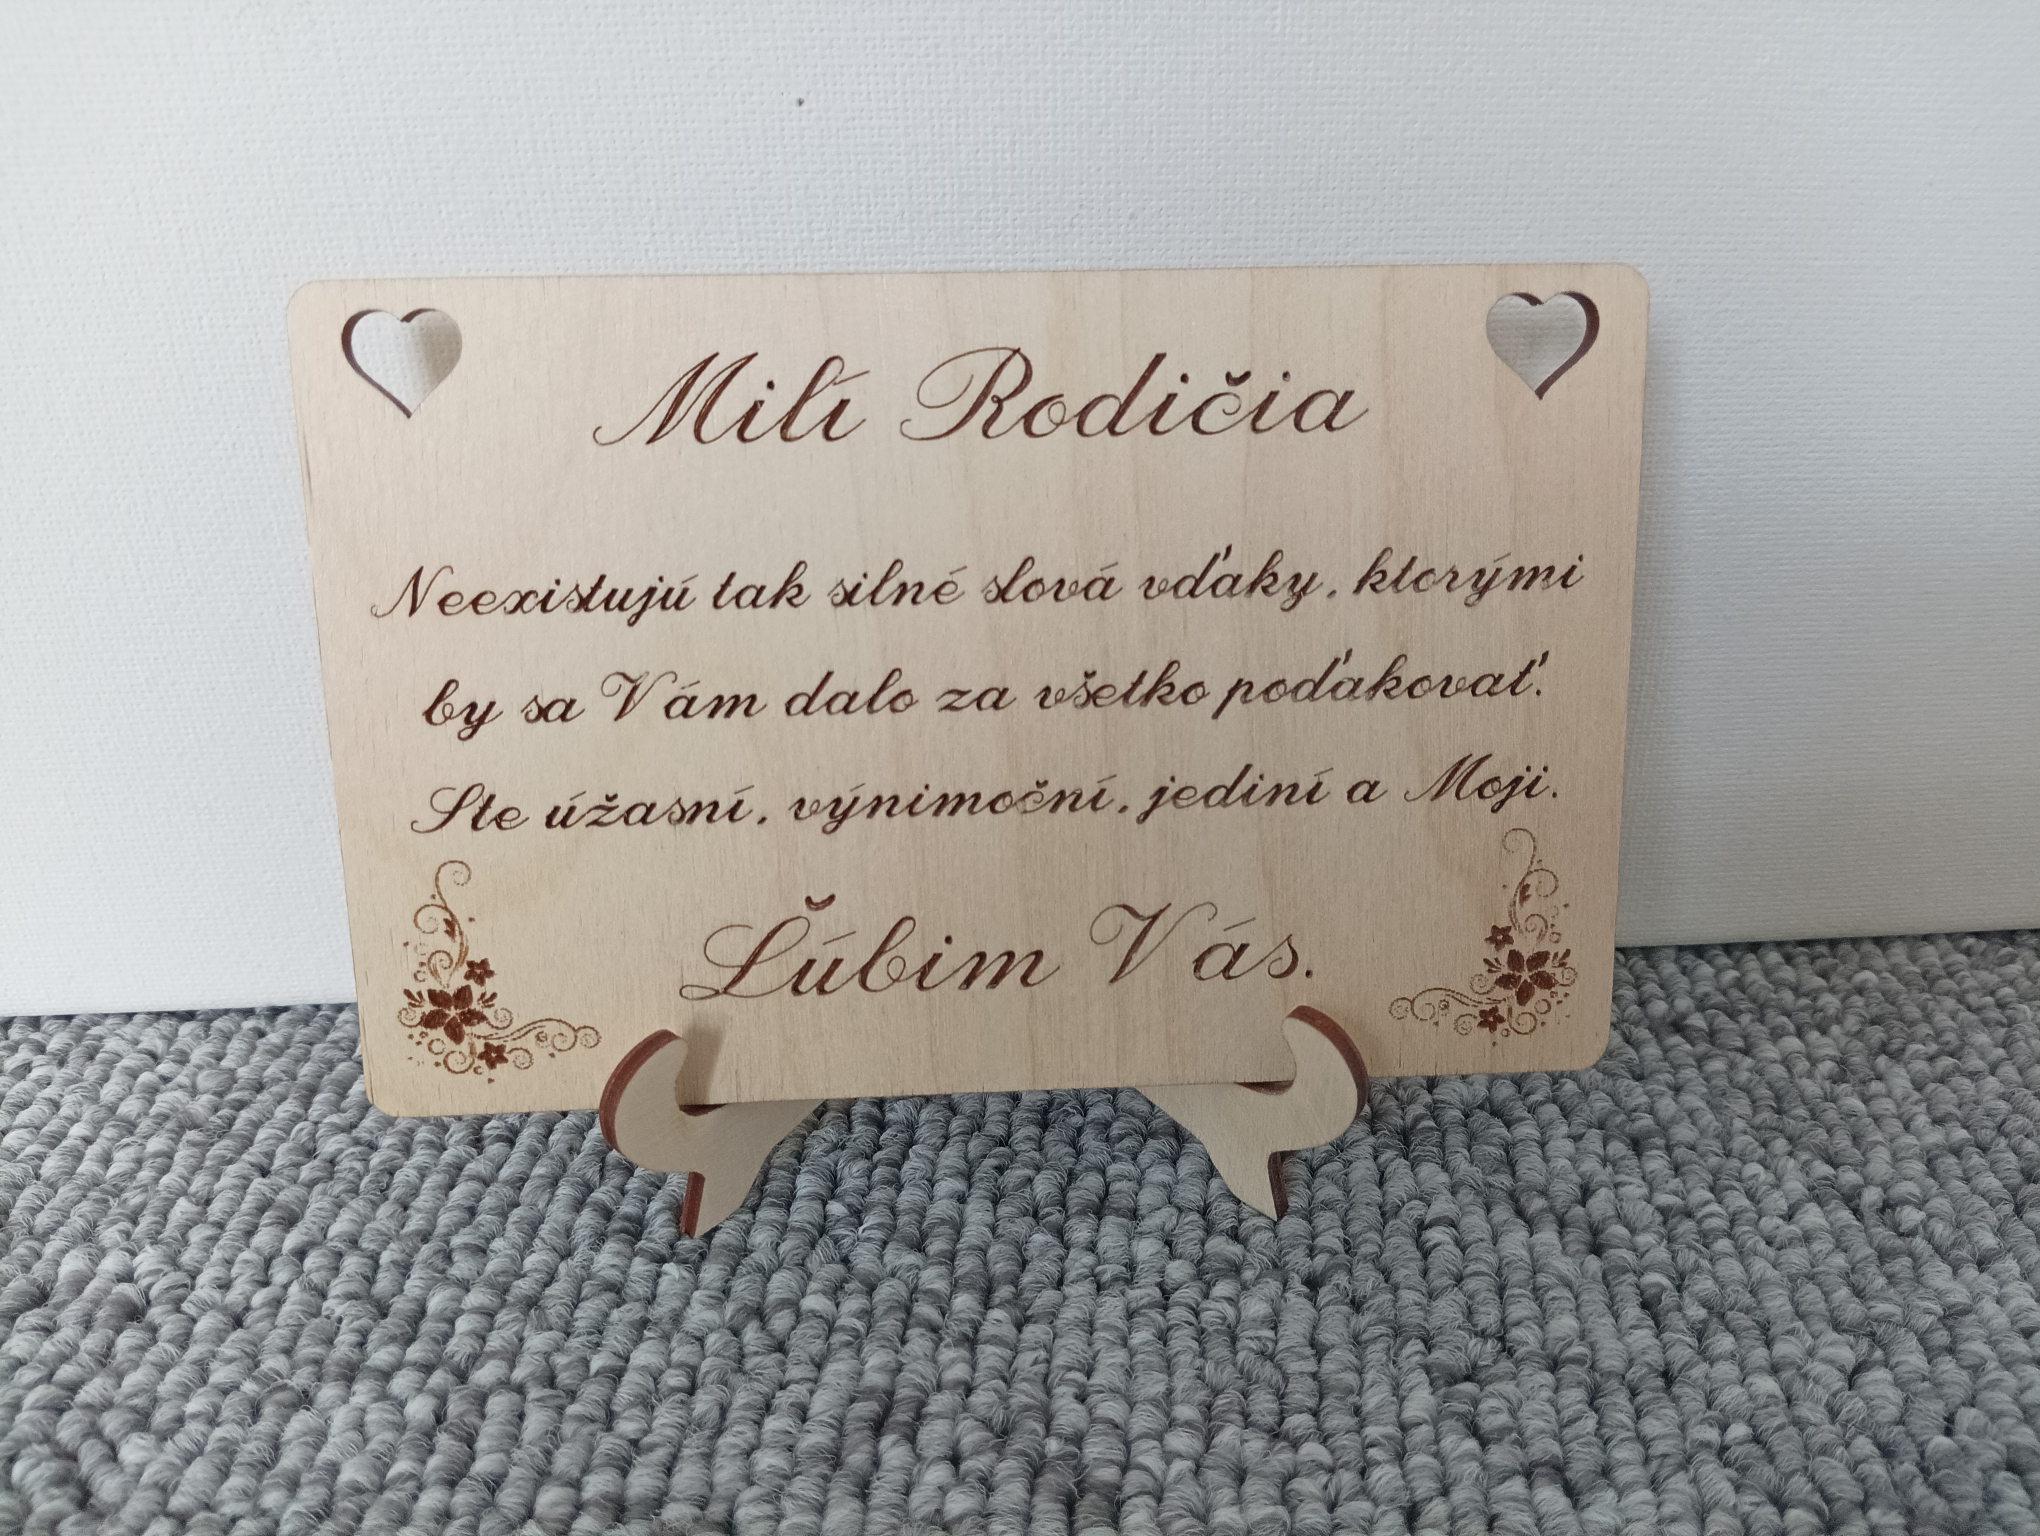 Milí Rodičia
Neexistujú tak silné slová vďaky, ktorými
by sa Vám dalo za všetko poďakovať.
Ste úžasní, výnimoční, jediní a Moji.
Ľúbim Vás.